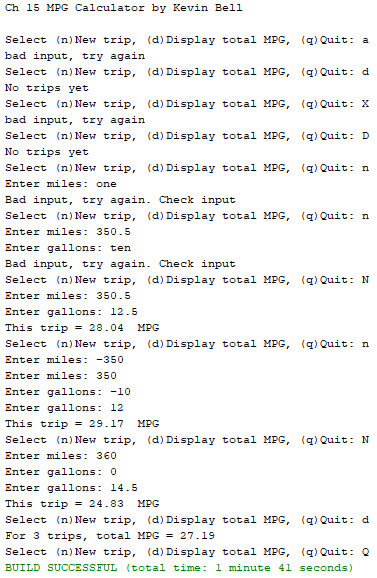 Ch 15 MPG Calculator by Kevin Bell
Select (n)New trip, (d)Display total MPG, (q)Quit: a
bad input, try again
Select (n)New trip, (d)Display total MPG, (q)Quit: d
No trips yet
Select (n)New trip, (d)Display total MPG, (q)Quit: X
bad input, try again
Select (n)New trip, (d)Display total MPG, (q)Quit: D
No trips yet
Select (n)New trip, (d)Display total MPG, (q)Quit: n
Enter miles: one
Bad input, try again. Check input
Select (n)New trip, (d)Display total MPG, (q)Quit: n
Enter miles: 350.5
Enter gallons: ten
Bad input, try again. Check input
Select (n)New trip, (d)Display total MPG, (q)Quit: N
Enter miles: 350.5
Enter gallons: 12.5
This trip = 28.04  MPG
Select (n)New trip, (d)Display total MPG, (q)Quit: n
Enter miles: -350
Enter miles: 350
Enter gallons: -10
Enter gallons: 12
This trip = 29.17  MPG
Select (n)New trip, (d)Display total MPG, (q)Quit: N
Enter miles: 360
Enter gallons: 0
Enter gallons: 14.5
This trip = 24.83  MPG
Select (n)New trip, (d)Display total MPG, (q)Quit: d
For 3 trips, total MPG = 27.19
Select (n)New trip, (d)Display total MPG, (q)Quit: Q
BUILD SUCCESSFUL (total time: 1 minute 41 seconds)